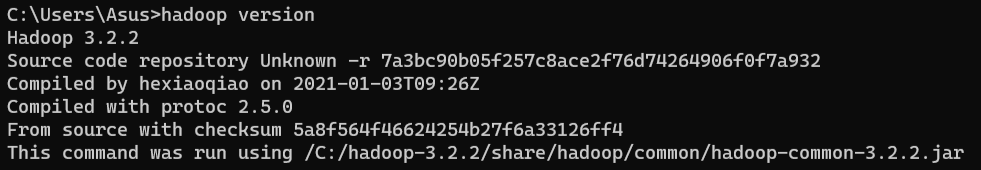 C:\Users\Asus>hadoop version
Hadoop 3.2.2
Source code repository Unknown -r 7a3bc90b05f257c8ace2f76d74264906f0f7a932
Compiled by hexiaoqiao on 2021-01-03T09:26Z
Compiled with protoc 2.5.0
From source with checksum 5a8f564f46624254b27f6a33126ff4
This command was run using /C:/hadoop-3.2.2/share/hadoop/common/hadoop-common-3.2.2.jar